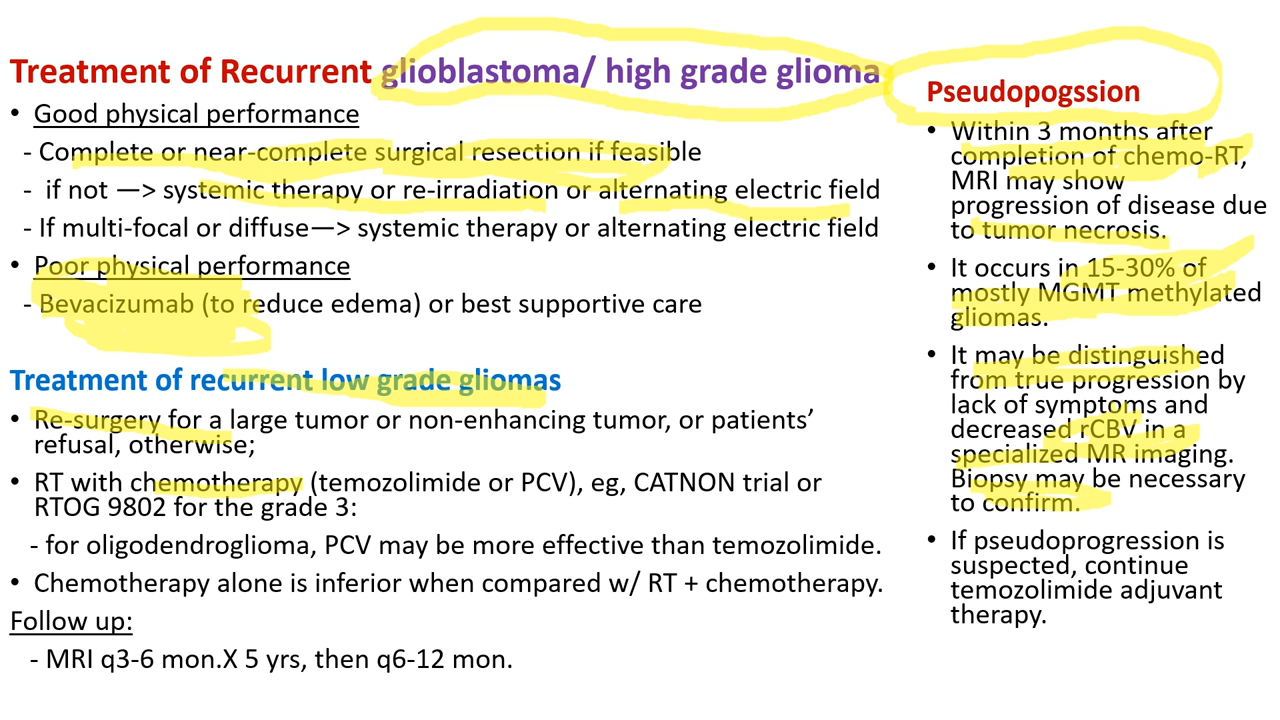 Treatment of Recurrent glioblastoma/ high grade glioma
• Good physical performance
- Complete or near-complete surgical resection if feasible
- if not —> systemic therapy or re-irradiation or alternating electric field
- If multi-focal or diffuse—> systemic therapy or alternating electric field
• Poor physical performance
- Bevacizumab (to reduce edema) or best supportive care
Treatment of recurrent low grade gliomas
• Re-surgery for a large tumor or non-enhancing tumor, or patients’
refusal, otherwise;
• RT with chemotherapy (temozolimide or PCV), eg, CATNON trial or
RTOG 9802 for the grade 3:
- for oligodendroglioma, PCV may be more effective than temozolimide.
• Chemotherapy alone is inferior when compared w/ RT + chemotherapy.
Follow up:
- MRI q3-6 mon.X 5 yrs, then q6-12 mon.
Pseudopogssion
• Within 3 months after
completion of chemo-RT,
MRI may show
progression of disease due
to tumor necrosis.
• It occurs in 15-30% of
mostly MGMT methylated
gliomas.
• It may be distinguished
from true progression by
lack of symptoms and
decreased rCBV in a
specialized MR imaging.
Biopsy may be necessary
to confirm.
• If pseudoprogression is
suspected, continue
temozolimide adjuvant
therapy.